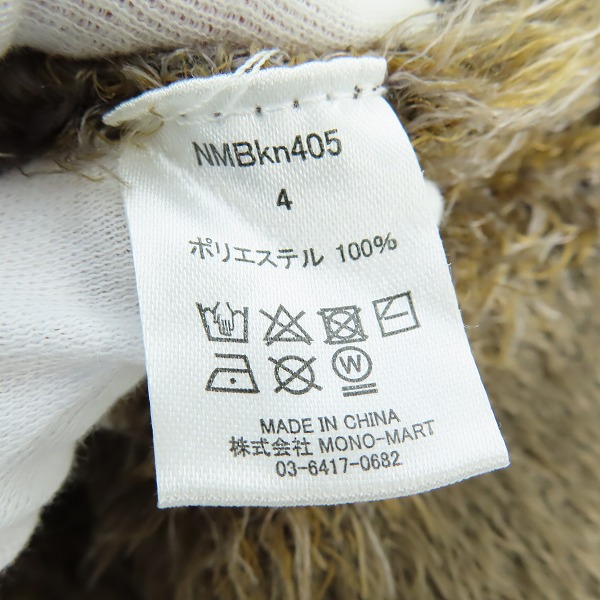 NMBkn405
4
ポリエステル 100%
W
MADE IN CHINA
株式会社 MONO-MART
03-6417-0682